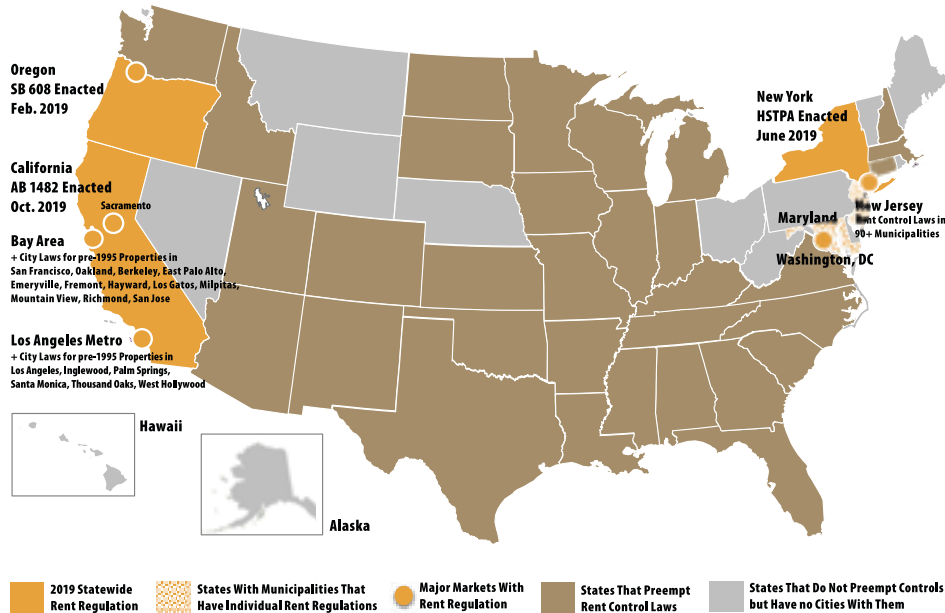 Oregon
SB 608 Enacted
Feb. 2019
California
AB 1482 Enacted
Oct. 2019
Sacramento
Bay Area
+ City Laws for pre-1995 Properties in
San Francisco, Oakland, Berkeley, East Palo Alto,
Emeryville, Fremont, Hayward, Los Gatos, Milpitas,
Mountain View, Richmond, San Jose
Los Angeles Metro
+ City Laws for pre-1995 Properties in
Los Angeles, Inglewood, Palm Springs,
Santa Monica, Thousand Oaks, West Hollywood
New York
HSTPA Enacted
June 2019
New Jersey
Rent Control Laws in
90+ Municipalities
Maryland
Washington, DC
Hawaii
Alaska
2019 Statewide
Rent Regulation
States With Municipalities That
Have Individual Rent Regulations
Major Markets With
Rent Regulation
States That Preempt
Rent Control Laws
States That Do Not Preempt Controls
but Have no Cities With Them